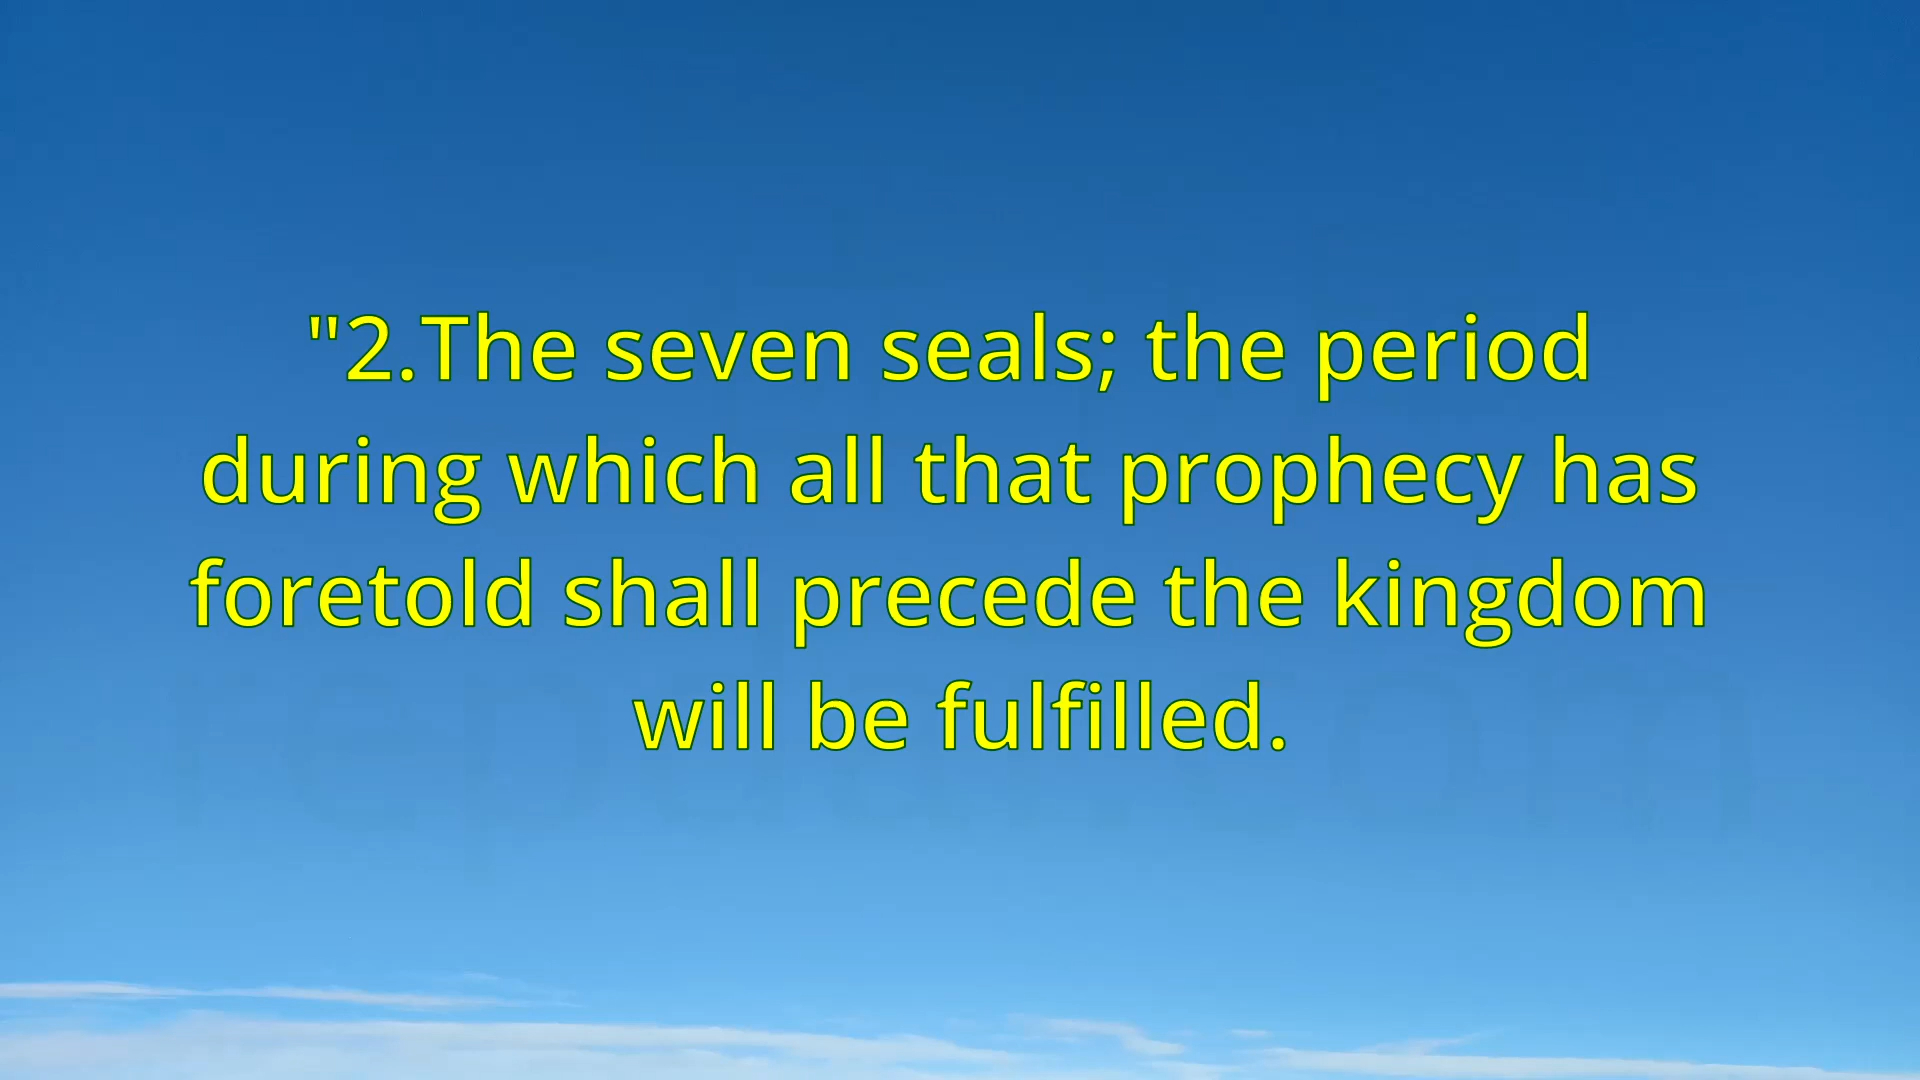 "2.The seven seals; the period
during which all that prophecy has
foretold shall precede the kingdom
will be fulfilled.